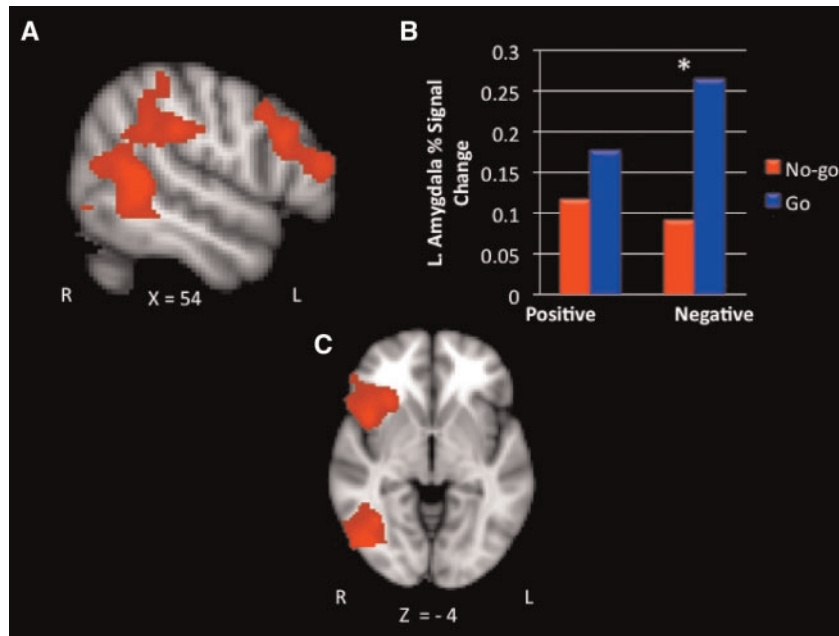 A
R
X = 54
L
B
L. Amygdala % Signal
Change
0.3
0.25
0.2
0.15
0.1
0.05
0
*
Positive
Negative
No-go
Go
C
R
Z = - 4
L